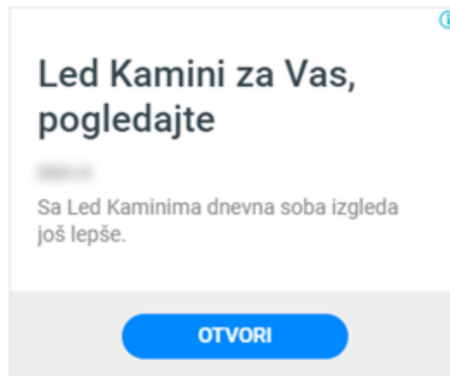 Led Kamini za Vas,
pogledajte
Sa Led Kaminima dnevna soba izgleda
još lepše.
OTVORI